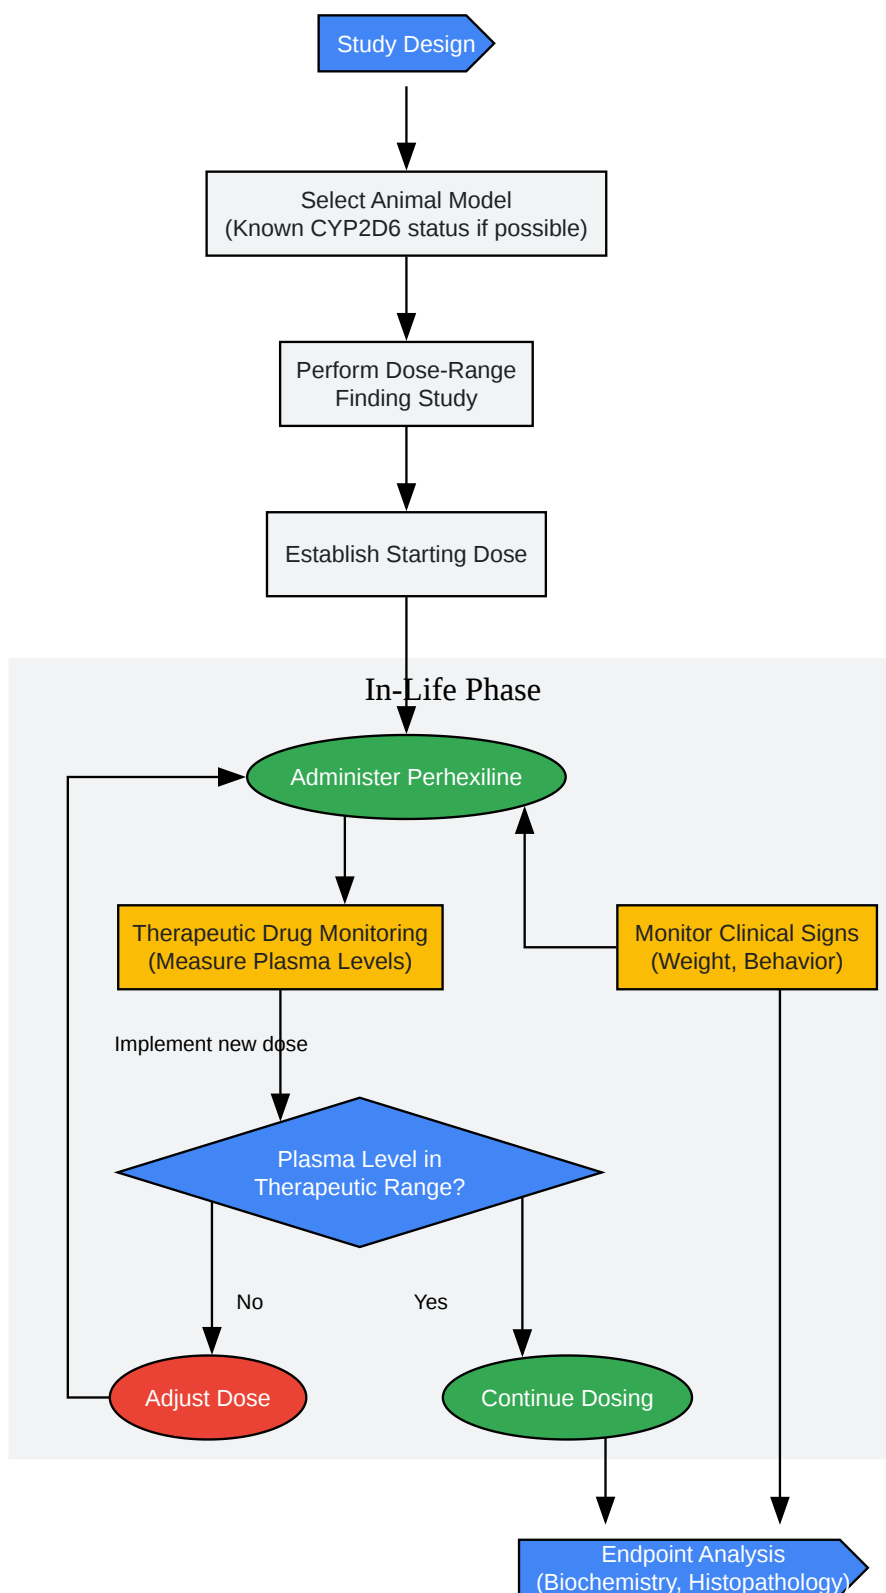 Study Design
Select Animal Model
(Known CYP2D6 status if possible)
Perform Dose-Range
Finding Study
Establish Starting Dose
In-Life Phase
Administer Perhexiline
Therapeutic Drug Monitoring
(Measure Plasma Levels)
Monitor Clinical Signs
(Weight, Behavior)
Implement new dose
Plasma Level in
Therapeutic Range?
No
Yes
Adjust Dose
Continue Dosing
Endpoint Analysis
(Biochemistry, Histopathology)